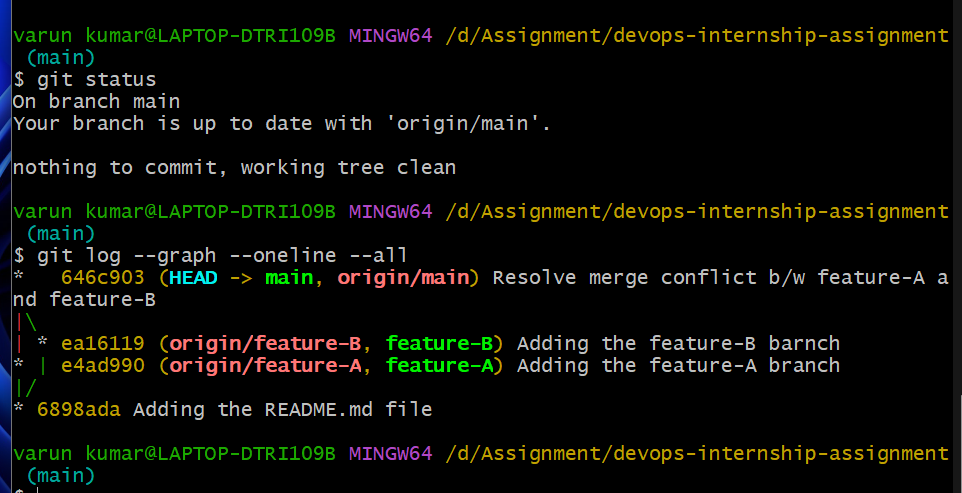 varun kumar@LAPTOP-DTRI109B MINGW64 /d/Assignment/devops-internship-assignment
(main)
$ git status
On branch main
Your branch is up to date with 'origin/main'.
nothing to commit, working tree clean
varun kumar@LAPTOP-DTRI109B MINGW64 /d/Assignment/devops-internship-assignment
(main)
$ git log --graph --oneline --all
*   646c903 (HEAD -> main, origin/main) Resolve merge conflict b/w feature-A a
nd feature-B
|\
| * ea16119 (origin/feature-B, feature-B) Adding the feature-B barnch
* | e4ad990 (origin/feature-A, feature-A) Adding the feature-A branch
|/
* 6898ada Adding the README.md file
varun kumar@LAPTOP-DTRI109B MINGW64 /d/Assignment/devops-internship-assignment
(main)
$